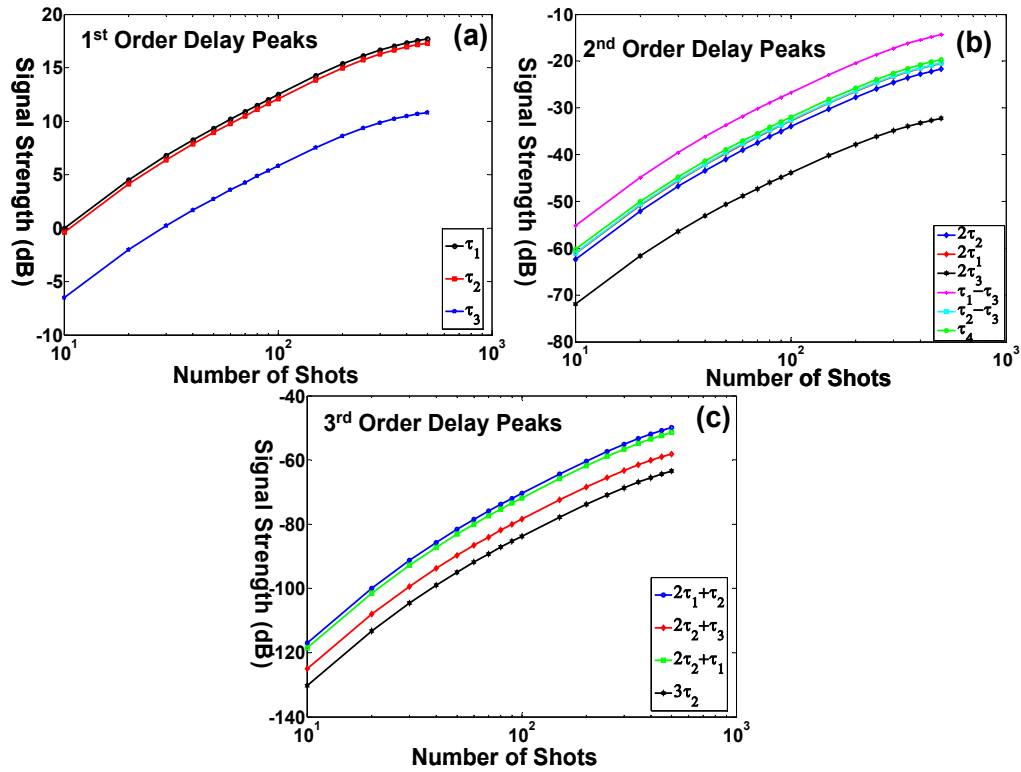 1st Order Delay Peaks
(a)
Signal Strength (dB)
20
15
10
5
0
5
-10
10¹
10²
10³
Number of Shots
τ₁
τ₂
τ₃
2nd Order Delay Peaks
(b)
Signal Strength (dB)
0
-10
-20
-30
-40
-50
-60
-70
-80
10¹
10²
10³
Number of Shots
2τ₂
2τ₁
2τ₃
τ₁−τ₃
τ₂−τ₃
τ₄
3rd Order Delay Peaks
(c)
Signal Strength (dB)
-40
-60
-80
-100
-120
-140
10¹
10²
10³
Number of Shots
2τ₁+τ₂
2τ₂+τ₃
2τ₂+τ₁
3τ₂